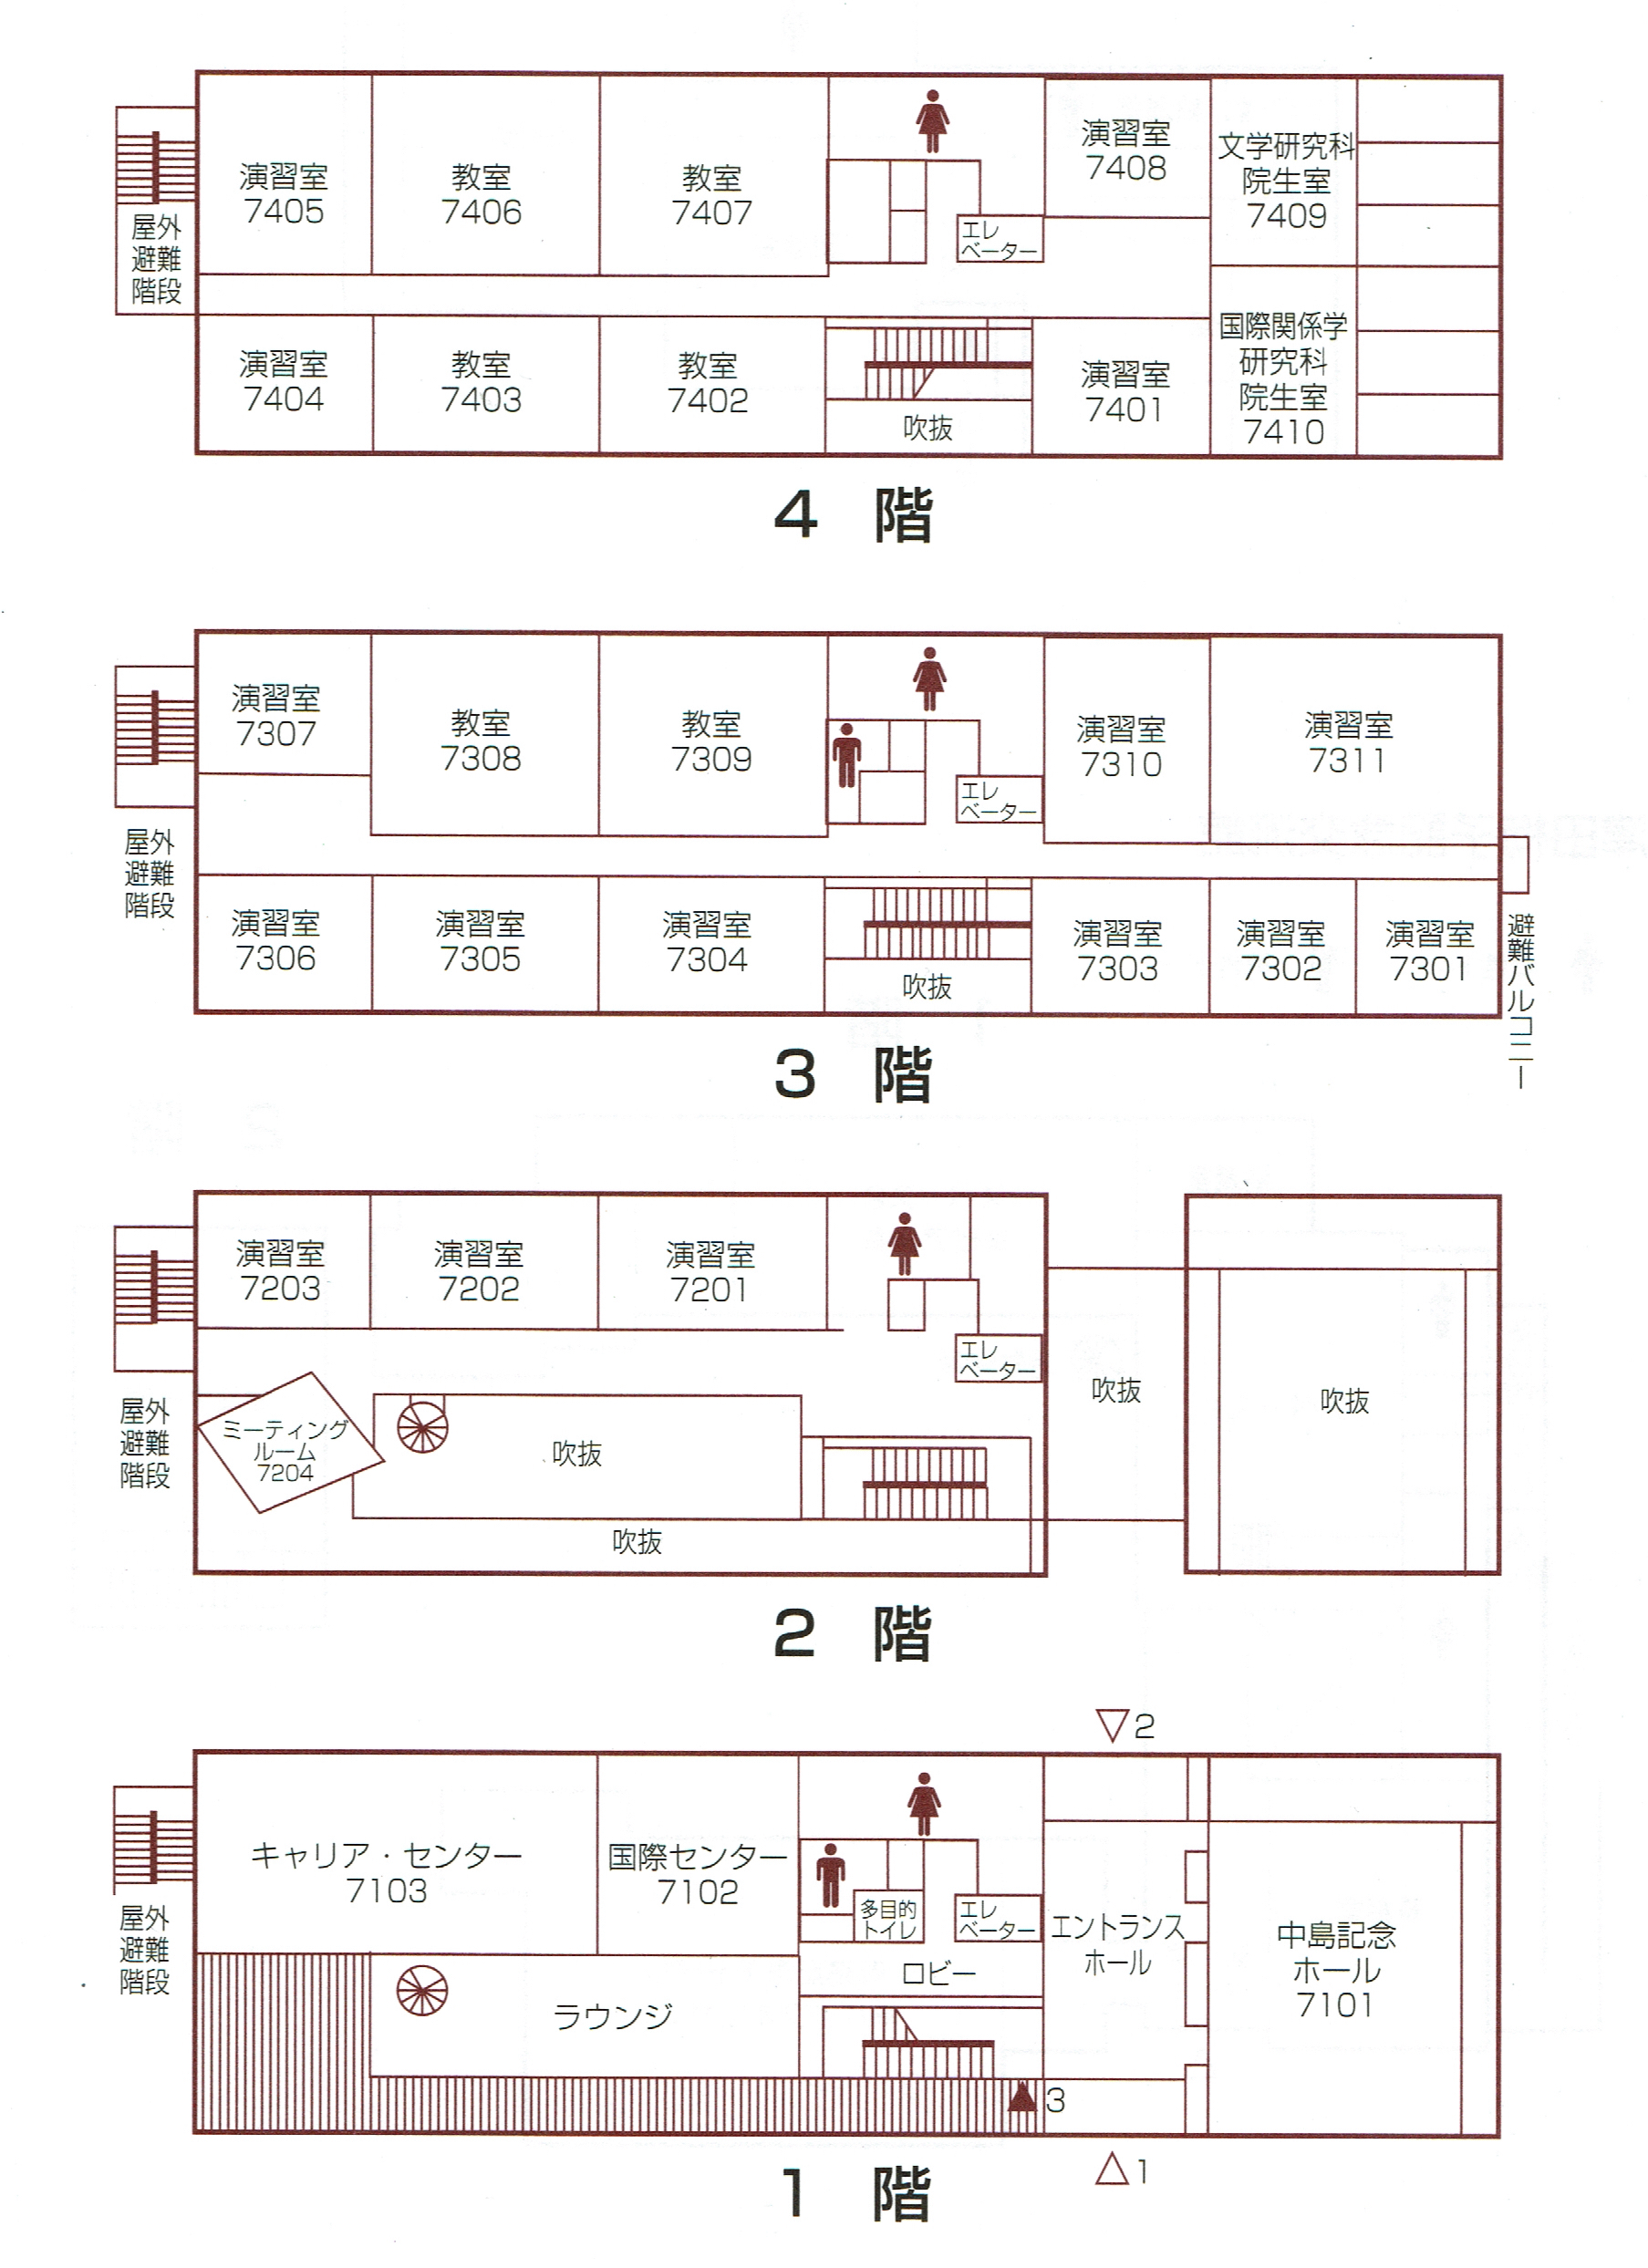 演習室
7405
教室
7406
教室
7407
エレ
ベーター
演習室
7408
文学研究科
院生室
7409
屋外
避難
階段
演習室
7404
教室
7403
教室
7402
吹抜
演習室
7401
国際関係学
研究科
院生室
7410
4 階
演習室
7307
教室
7308
教室
7309
エレ
ベーター
演習室
7310
演習室
7311
屋外
避難
階段
演習室
7306
演習室
7305
演習室
7304
吹抜
演習室
7303
演習室
7302
演習室
7301
避難バルコニー
3 階
演習室
7203
演習室
7202
演習室
7201
エレ
ベーター
吹抜
吹抜
屋外
避難
階段
ミーティング
ルーム
7204
吹抜
吹抜
2 階
2
キャリア・センター
7103
国際センター
7102
多目的
トイレ
エレ
ベーター
エントランス
ホール
中島記念
ホール
7101
屋外
避難
階段
ロビー
ラウンジ
3
1
1 階